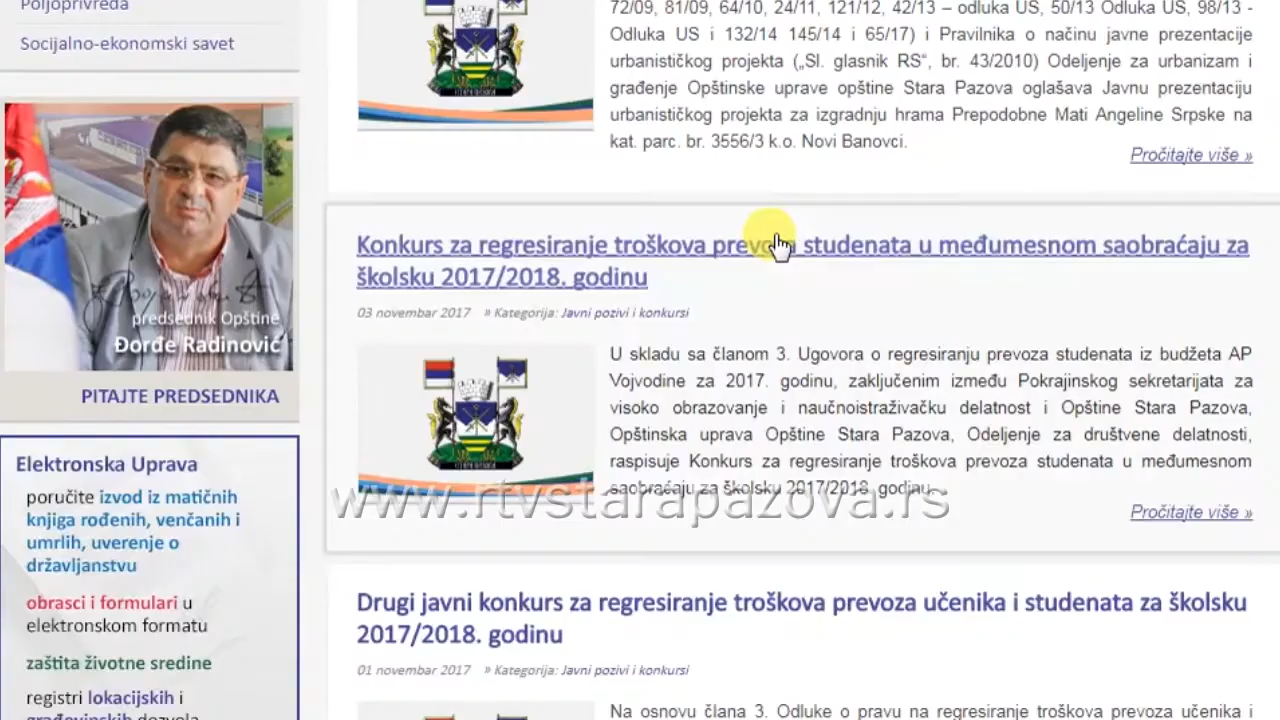 Poljoprivreda
Socijalno-ekonomski savet
predsednik Opštine
Đorđe Radinović
PITAJTE PREDSEDNIKA
Elektronska Uprava
poručite izvod iz matičnih
knjiga rođenih, venčanih i
umrlih, uverenje o
državljanstvu
obrasci i formulari u
elektronskom formatu
zaštita životne sredine
registri lokacijskih i
građevinskih dozvola
72/09, 81/09, 64/10, 24/11, 121/12, 42/13 – odluka US, 50/13 Odluka US, 98/13 -
Odluka US i 132/14 145/14 i 65/17) i Pravilnika o načinu javne prezentacije
urbanističkog projekta („Sl. glasnik RS“, br. 43/2010) Odeljenje za urbanizam i
građenje Opštinske uprave opštine Stara Pazova oglašava Javnu prezentaciju
urbanističkog projekta za izgradnju hrama Prepodobne Mati Angeline Srpske na
kat. parc. br. 3556/3 k.o. Novi Banovci.
Pročitajte više »
Konkurs za regresiranje troškova prevoza studenata u međumesnom saobraćaju za
školsku 2017/2018. godinu
03 novembar 2017 » Kategorija: Javni pozivi i konkursi
U skladu sa članom 3. Ugovora o regresiranju prevoza studenata iz budžeta AP
Vojvodine za 2017. godinu, zaključenim između Pokrajinskog sekretarijata za
visoko obrazovanje i naučnoistraživačku delatnost i Opštine Stara Pazova,
Opštinska uprava Opštine Stara Pazova, Odeljenje za društvene delatnosti,
raspisuje Konkurs za regresiranje troškova prevoza studenata u međumesnom
saobraćaju za školsku 2017/2018. godinu.
www.rtvstarapazova.rs
Pročitajte više »
Drugi javni konkurs za regresiranje troškova prevoza učenika i studenata za školsku
2017/2018. godinu
01 novembar 2017 » Kategorija: Javni pozivi i konkursi
Na osnovu člana 3. Odluke o pravu na regresiranje troškova prevoza učenika i